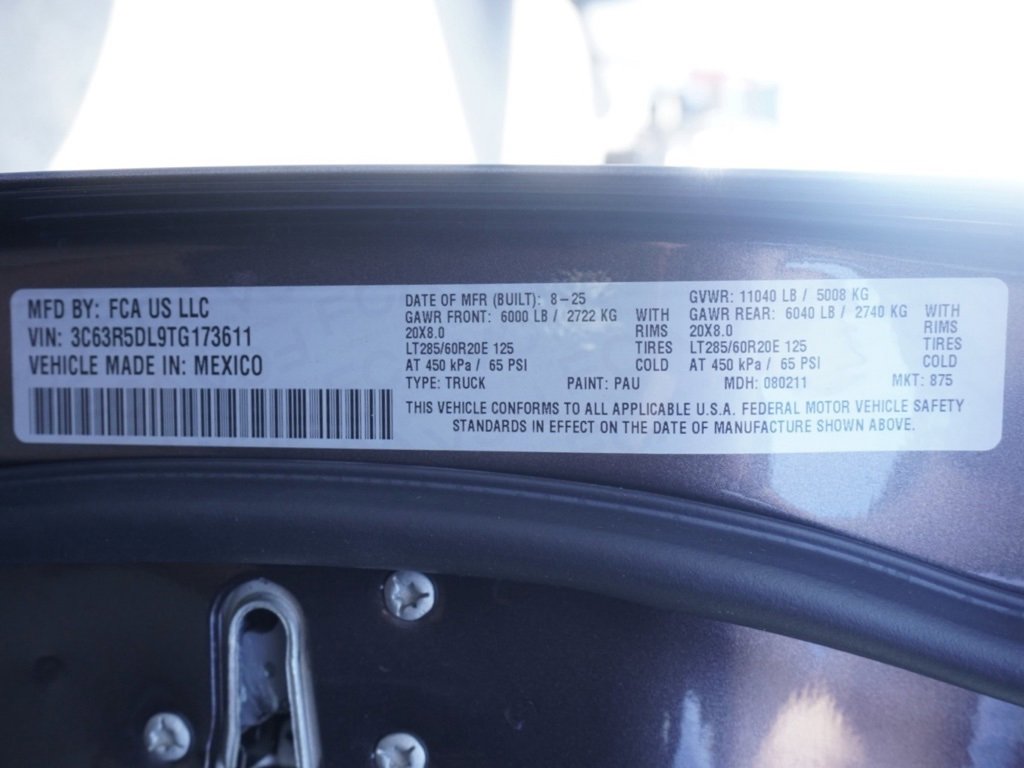 MFD BY: FCA US LLC
VIN: 3C63R5DL9TG173611
VEHICLE MADE IN: MEXICO
DATE OF MFR (BUILT): 8-25
GAWR FRONT: 6000 LB / 2722 KG WITH
20X8.0 RIMS
LT285/60R20E 125 TIRES
AT 450 kPa / 65 PSI COLD
GVWR: 11040 LB / 5008 KG
GAWR REAR: 6040 LB / 2740 KG WITH
20X8.0 RIMS
LT285/60R20E 125 TIRES
AT 450 kPa / 65 PSI COLD
TYPE: TRUCK PAINT: PAU MDH: 080211 MKT: 875
THIS VEHICLE CONFORMS TO ALL APPLICABLE U.S.A. FEDERAL MOTOR VEHICLE SAFETY
STANDARDS IN EFFECT ON THE DATE OF MANUFACTURE SHOWN ABOVE.